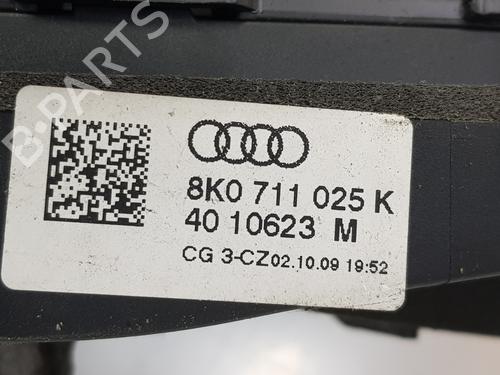 B-PARTS
8K0 711 025 K
40 10623 M
CG 3-CZ02.10.09 19:52